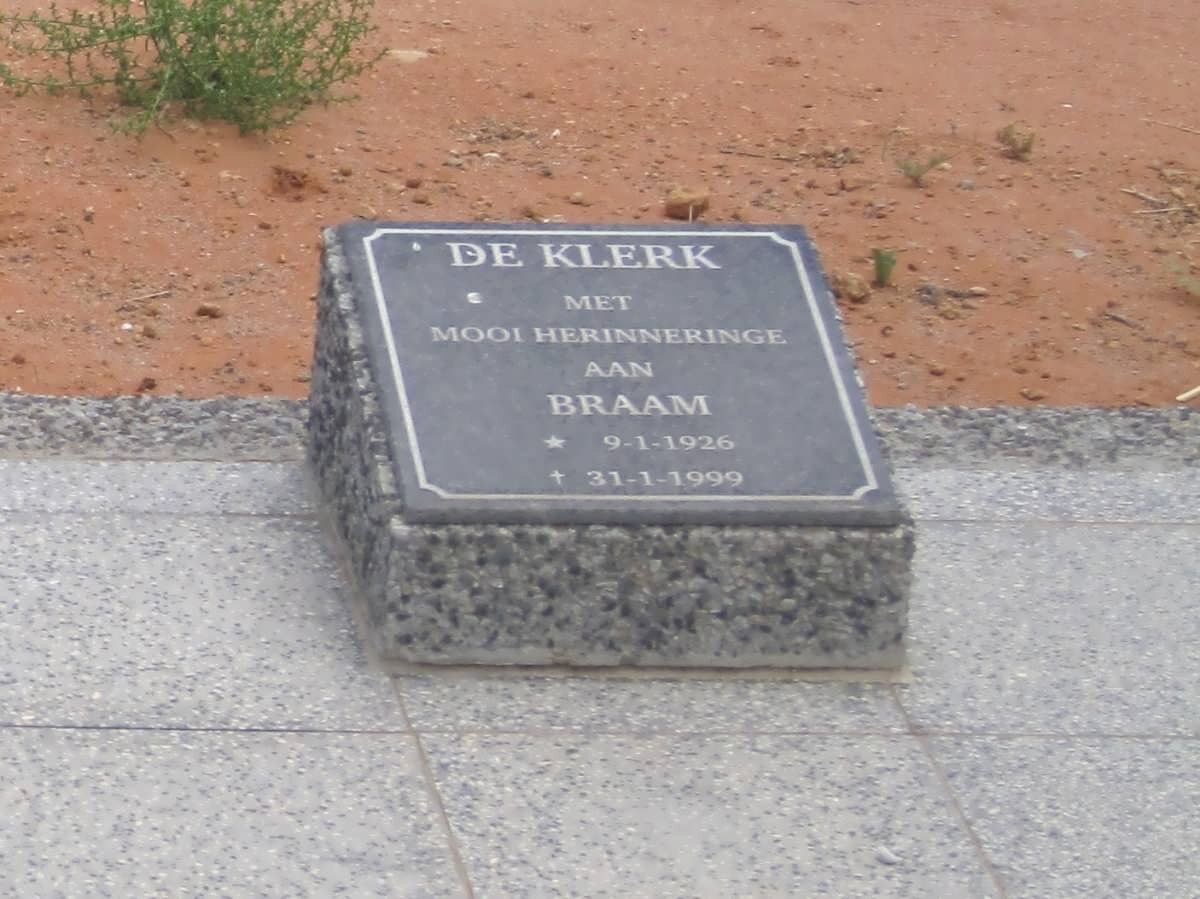 DE KLERK
MET
MOOI HERINNERINGE
AAN
BRAAM
★ 9-1-1926
✝ 31-1-1999